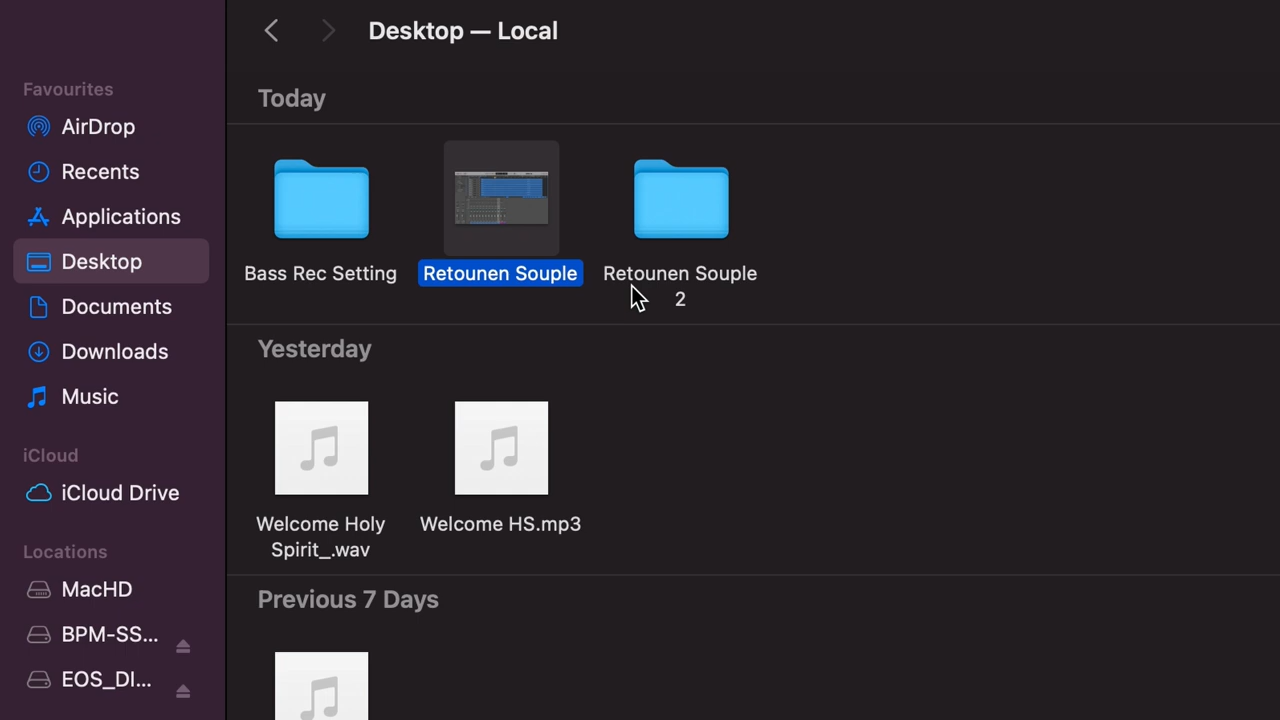 Desktop — Local
Favourites
AirDrop
Recents
Applications
Desktop
Documents
Downloads
Music
iCloud
iCloud Drive
Locations
MacHD
BPM-SS...
EOS_DI...
Today
Bass Rec Setting
Retounen Souple
Retounen Souple
2
Yesterday
Welcome Holy
Spirit_.wav
Welcome HS.mp3
Previous 7 Days